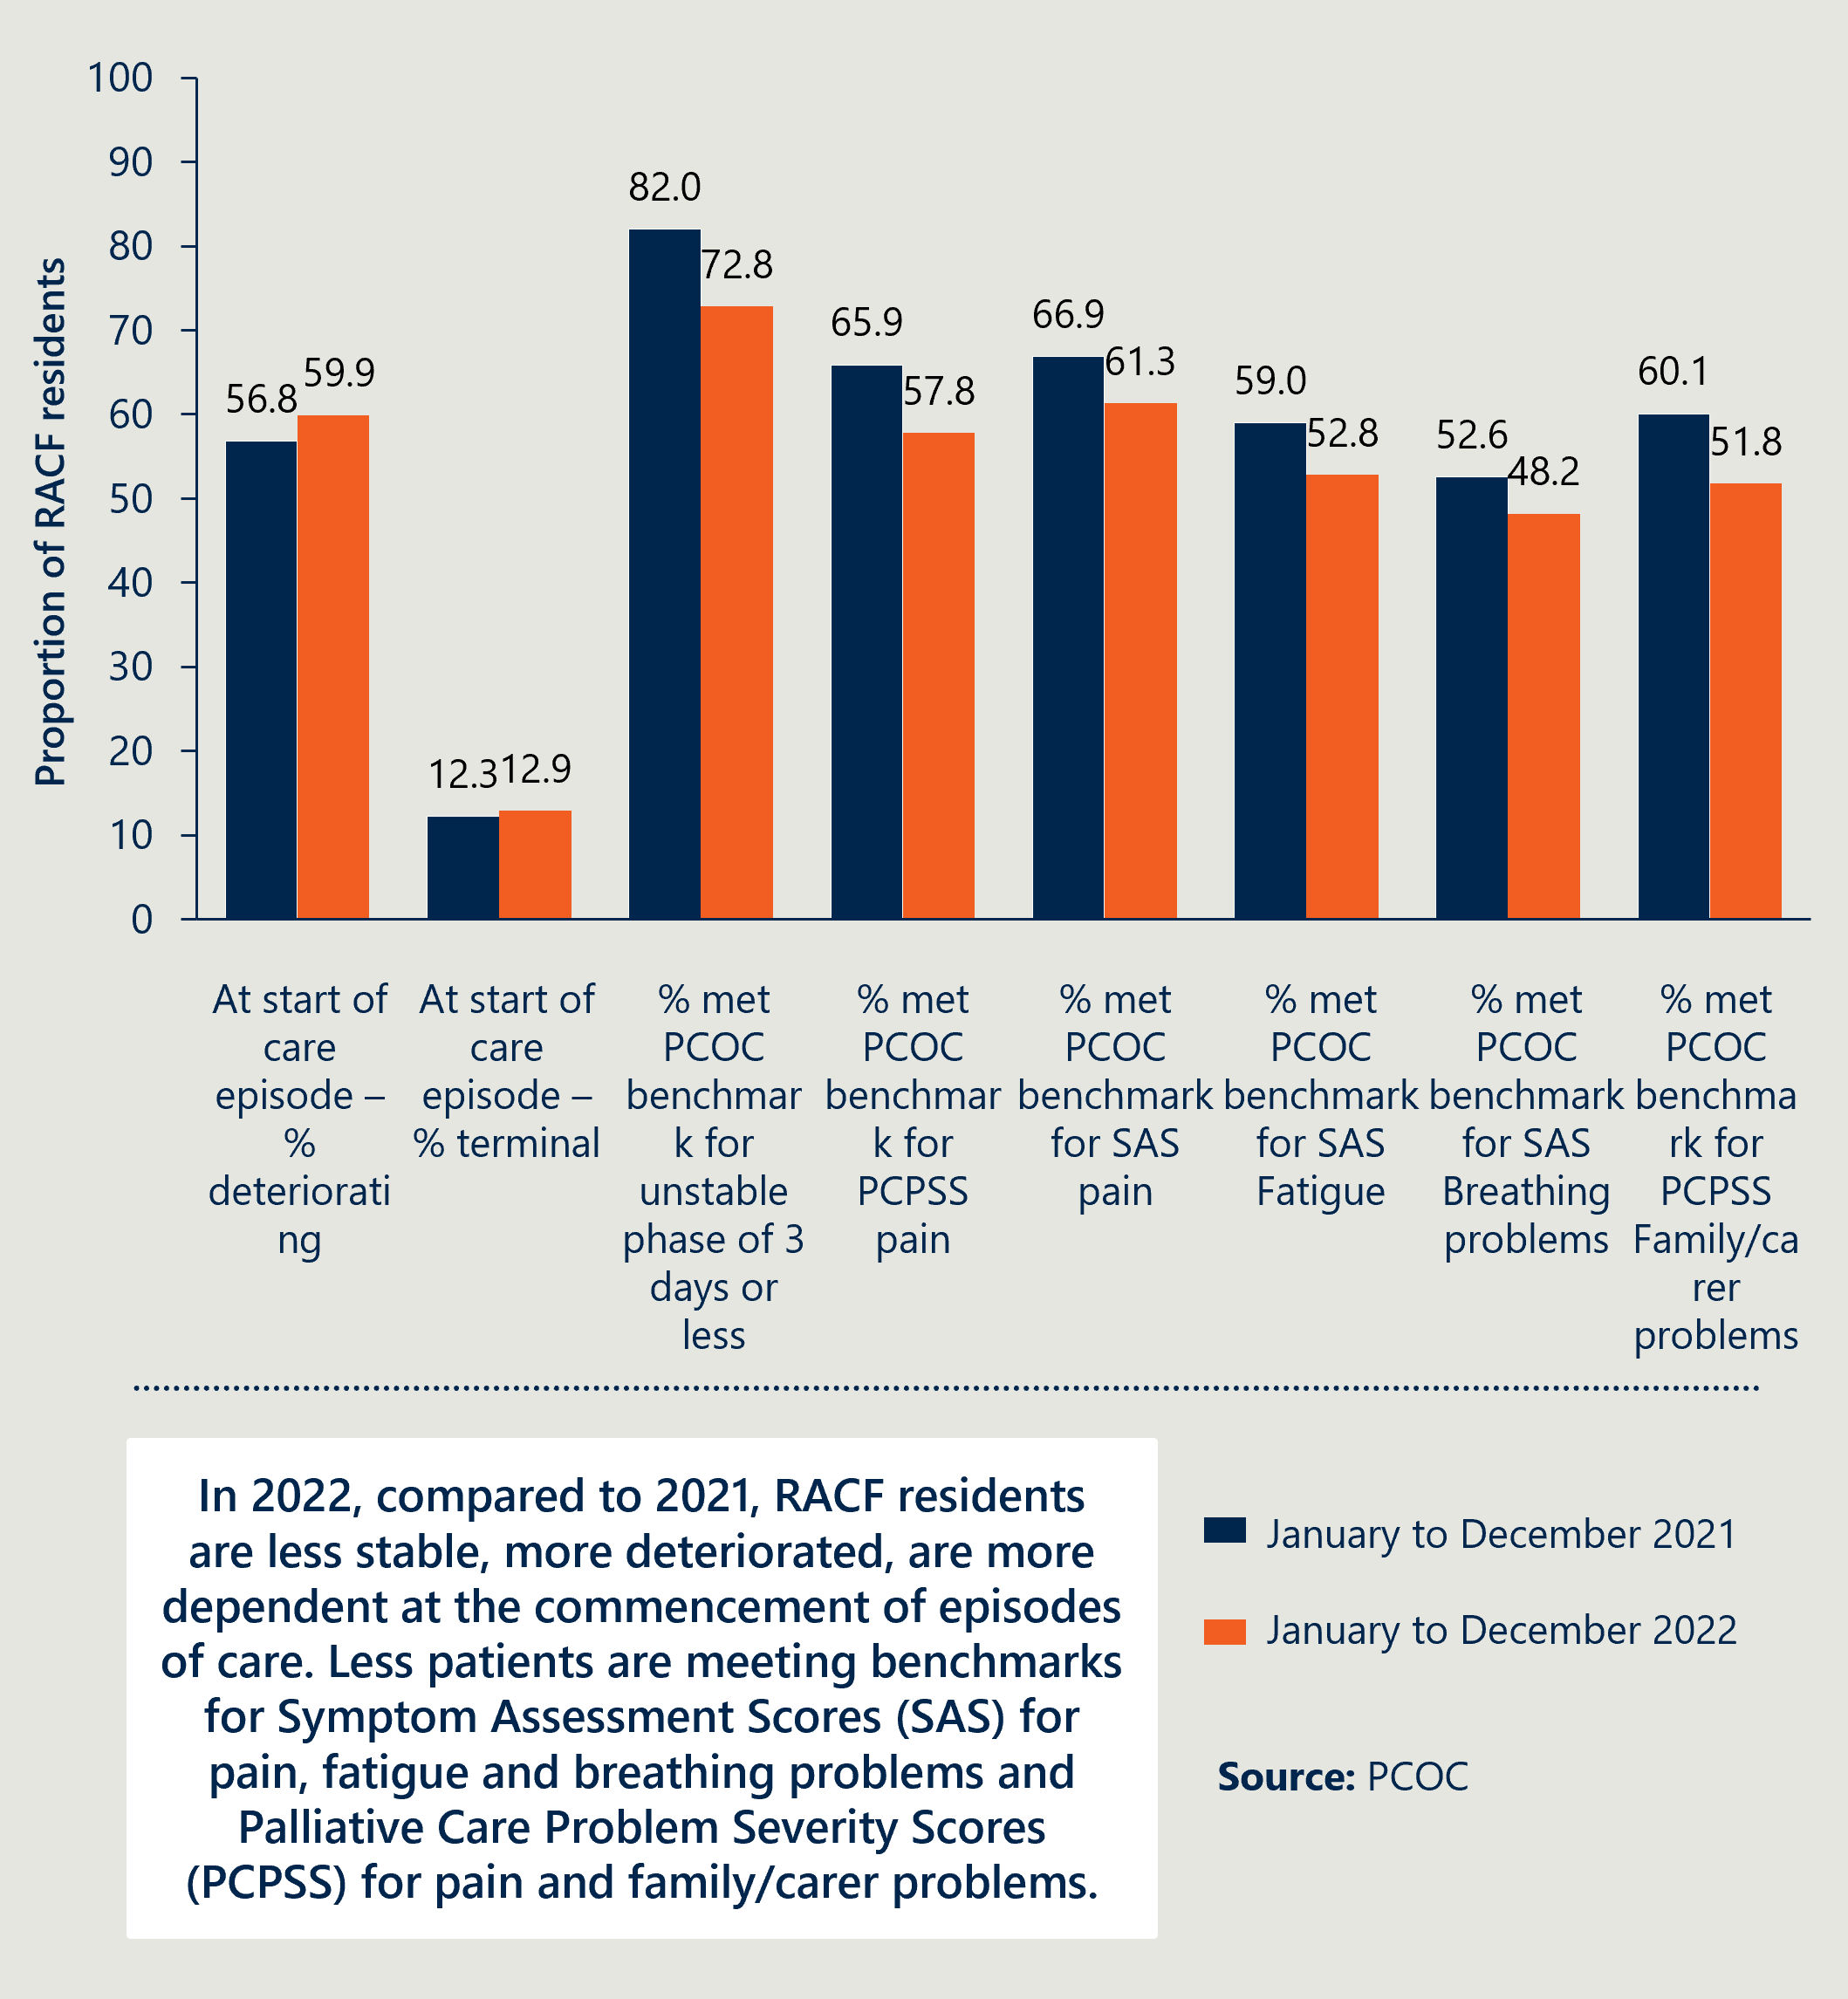 100
90
80
70
60
50
40
30
20
10
0
Proportion of RACF residents
56.8
59.9
12.3
12.9
82.0
72.8
65.9
57.8
66.9
61.3
59.0
52.8
52.6
48.2
60.1
51.8
At start of
care
episode –
%
deteriorati
ng
At start of
care
episode –
% terminal
% met
PCOC
benchmar
k for
unstable
phase of 3
days or
less
% met
PCOC
benchmar
k for
PCPSS
pain
% met
PCOC
benchmark
for SAS
pain
% met
PCOC
benchmark
for SAS
Fatigue
% met
PCOC
benchmark
for SAS
Breathing
problems
% met
PCOC
benchma
rk for
PCPSS
Family/ca
rer
problems
In 2022, compared to 2021, RACF residents
are less stable, more deteriorated, are more
dependent at the commencement of episodes
of care. Less patients are meeting benchmarks
for Symptom Assessment Scores (SAS) for
pain, fatigue and breathing problems and
Palliative Care Problem Severity Scores
(PCPSS) for pain and family/carer problems.
January to December 2021
January to December 2022
Source: PCOC